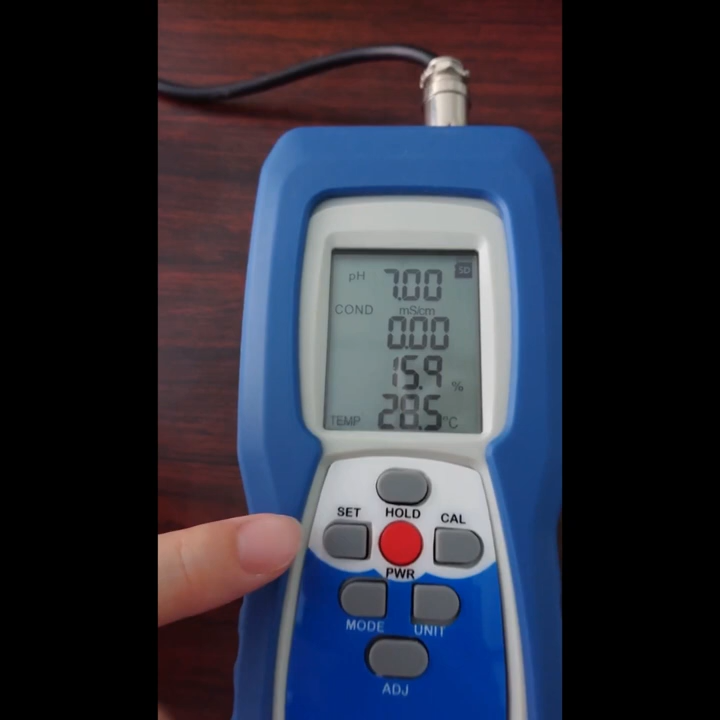 pH 7.00 SD
COND mS/cm
0.00
15.9 %
TEMP 28.5 °C
SET HOLD CAL
PWR
MODE UNIT
ADJ